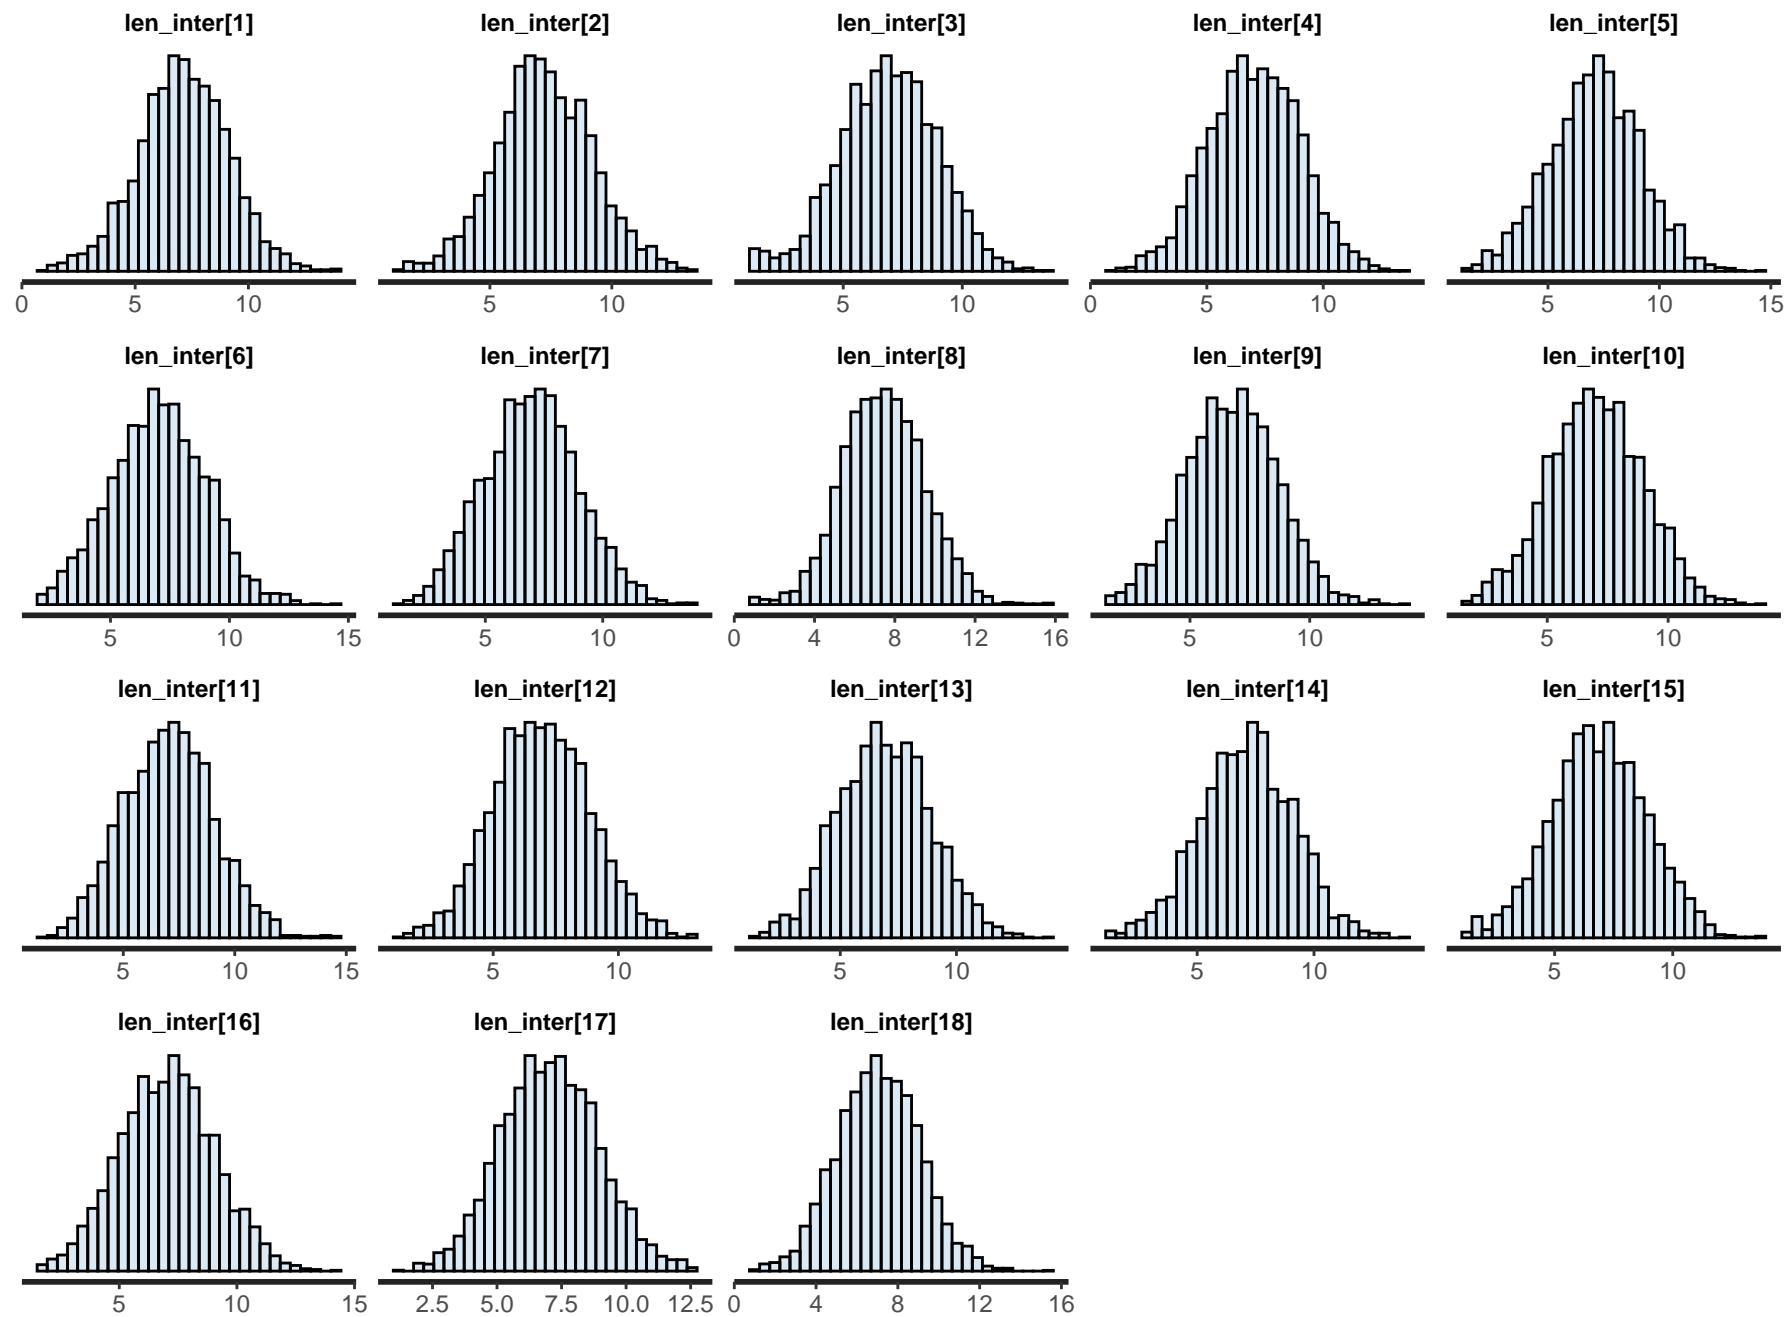 len_inter[1] len_inter[2] len_inter[3] len_inter[4] len_inter[5]
0 5 10 5 10 5 10 0 5 10 5 10 15
len_inter[6] len_inter[7] len_inter[8] len_inter[9] len_inter[10]
5 10 15 5 10 0 4 8 12 16 5 10 5 10
len_inter[11] len_inter[12] len_inter[13] len_inter[14] len_inter[15]
5 10 15 5 10 5 10 5 10 5 10
len_inter[16] len_inter[17] len_inter[18]
5 10 15 2.5 5.0 7.5 10.0 12.5 0 4 8 12 16